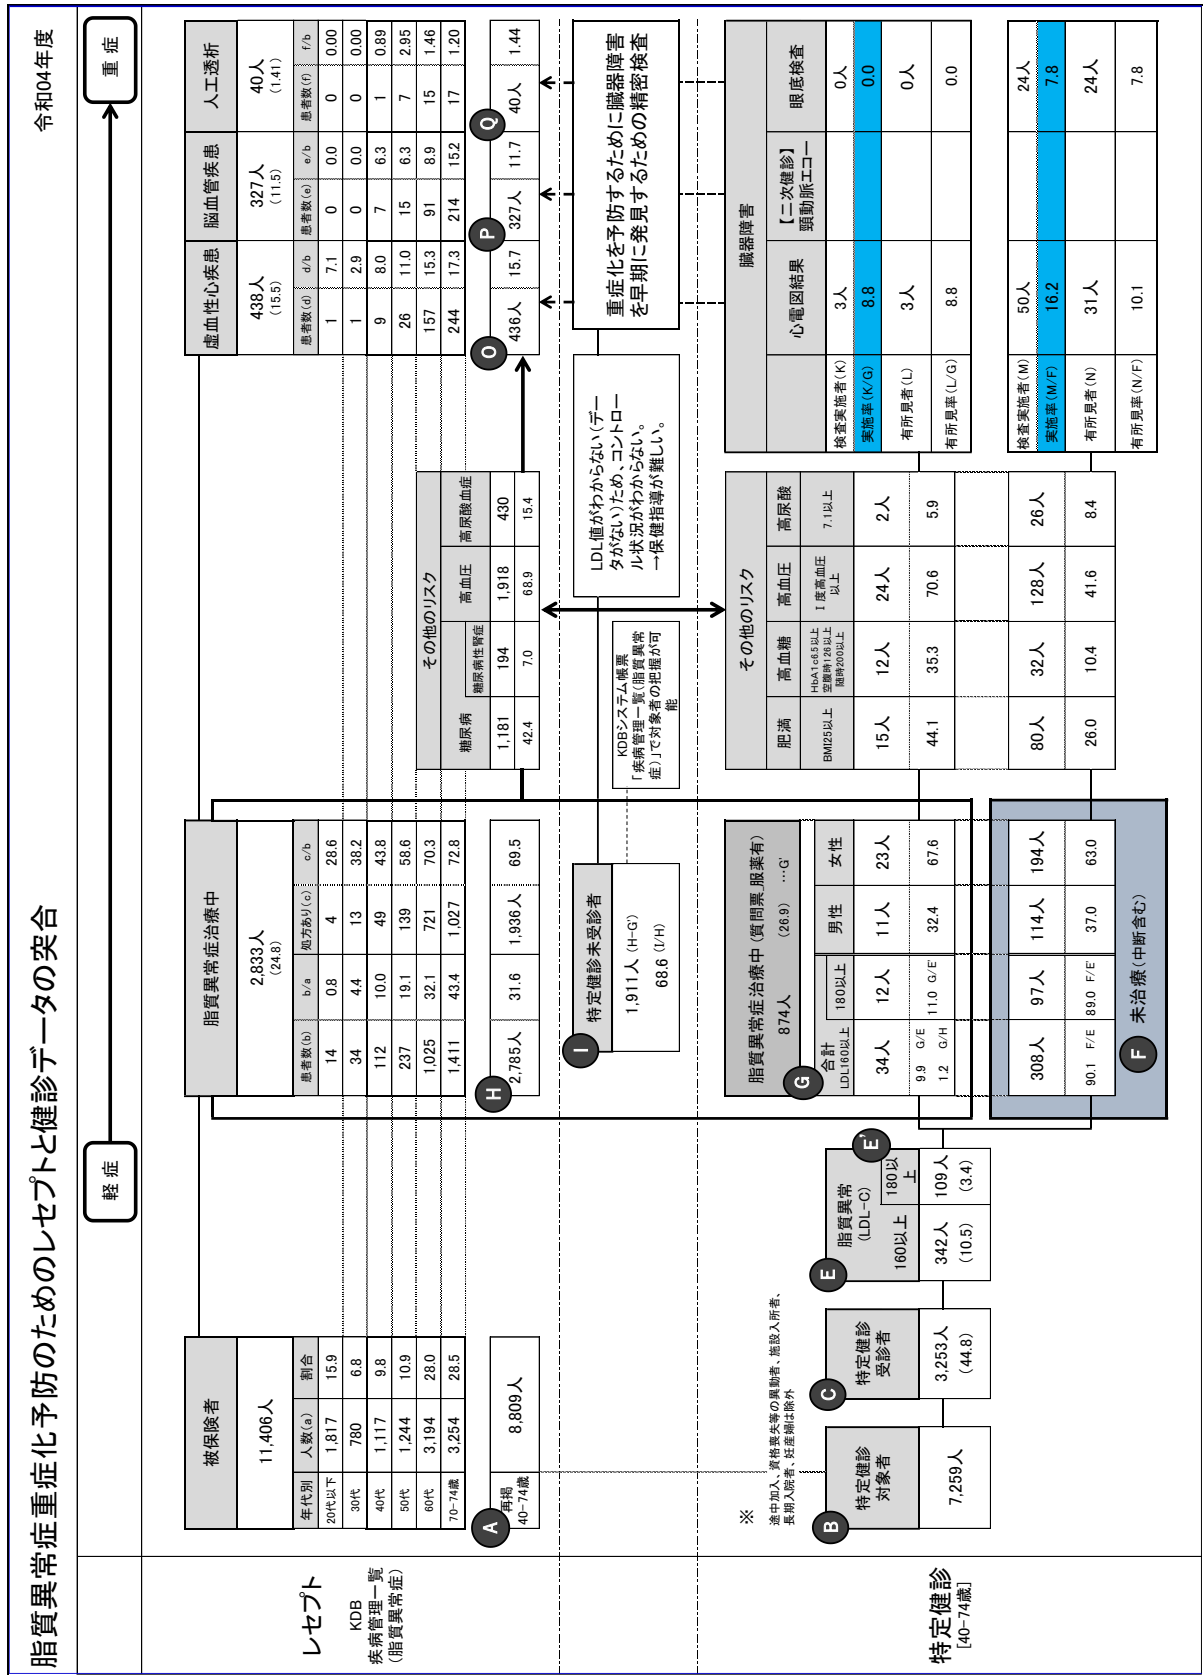 脂質異常症重症化予防のためのレセプトと健診データの突合
令和04年度
軽症
重症
レセプト
KDB
疾病管理一覧
(脂質異常症)
被保険者
11,406人
年代別 人数(a) 割合
20代以下 1,817 15.9
30代 780 6.8
40代 1,117 9.8
50代 1,244 10.9
60代 3,194 28.0
70-74歳 3,254 28.5
A
再掲
40-74歳
8,809人
脂質異常症治療中
2,833人
(24.8)
患者数(b) b/a 処方あり(c) c/b
14 0.8 4 28.6
34 4.4 13 38.2
112 10.0 49 43.8
237 19.1 139 58.6
1,025 32.1 721 70.3
1,411 43.4 1,027 72.8
H
2,785人 31.6 1,936人 69.5
その他のリスク
糖尿病 糖尿病性腎症 高血圧 高尿酸血症
1,181 194 1,918 430
42.4 7.0 68.9 15.4
虚血性心疾患 脳血管疾患 人工透析
438人 327人 40人
(15.5) (11.5) (1.41)
患者数(d) d/b 患者数(e) e/b 患者数(f) f/b
1 7.1 0 0.0 0 0.00
1 2.9 0 0.0 0 0.00
9 8.0 7 6.3 1 0.89
26 11.0 15 6.3 7 2.95
157 15.3 91 8.9 15 1.46
244 17.3 214 15.2 17 1.20
O P Q
436人 15.7 327人 11.7 40人 1.44
I
特定健診未受診者
1,911人 (H-G')
68.6 (I/H)
KDBシステム帳票
「疾病管理一覧(脂質異常
症)」で対象者の把握が可
能
LDL値がわからない(デー
タがない)ため、コントロー
ル状況がわからない。
→保健指導が難しい。
重症化を予防するために臓器障害
を早期に発見するための精密検査
特定健診
[40-74歳]
※
途中加入、資格喪失等の異動者、施設入所者、
長期入院者、妊産婦は除外
B
特定健診
対象者
7,259人
C
特定健診
受診者
3,253人
(44.8)
E
脂質異常
(LDL-C)
E'
160以上 180以
上
342人 109人
(10.5) (3.4)
脂質異常症治療中(質問票_服薬有)
874人 (26.9) …G'
G
合計
LDL160以上
180以上 男性 女性
34人 12人 11人 23人
9.9 G/E 11.0 G/E' 32.4 67.6
1.2 G/H
308人 97人 114人 194人
90.1 F/E 89.0 F/E' 37.0 63.0
F 未治療(中断含む)
その他のリスク
肥満 高血糖 高血圧 高尿酸
BMI25以上
HbA1c6.5以上
空腹時126以上
随時200以上
I度高血圧
以上
7.1以上
15人 12人 24人 2人
44.1 35.3 70.6 5.9
80人 32人 128人 26人
26.0 10.4 41.6 8.4
臓器障害
心電図結果
【二次健診】
頸動脈エコー
眼底検査
検査実施者(K) 3人 0人
実施率(K/G) 8.8 0.0
有所見者(L) 3人 0人
有所見率(L/G) 8.8 0.0
検査実施者(M) 50人 24人
実施率(M/F) 16.2 7.8
有所見者(N) 31人 24人
有所見率(N/F) 10.1 7.8